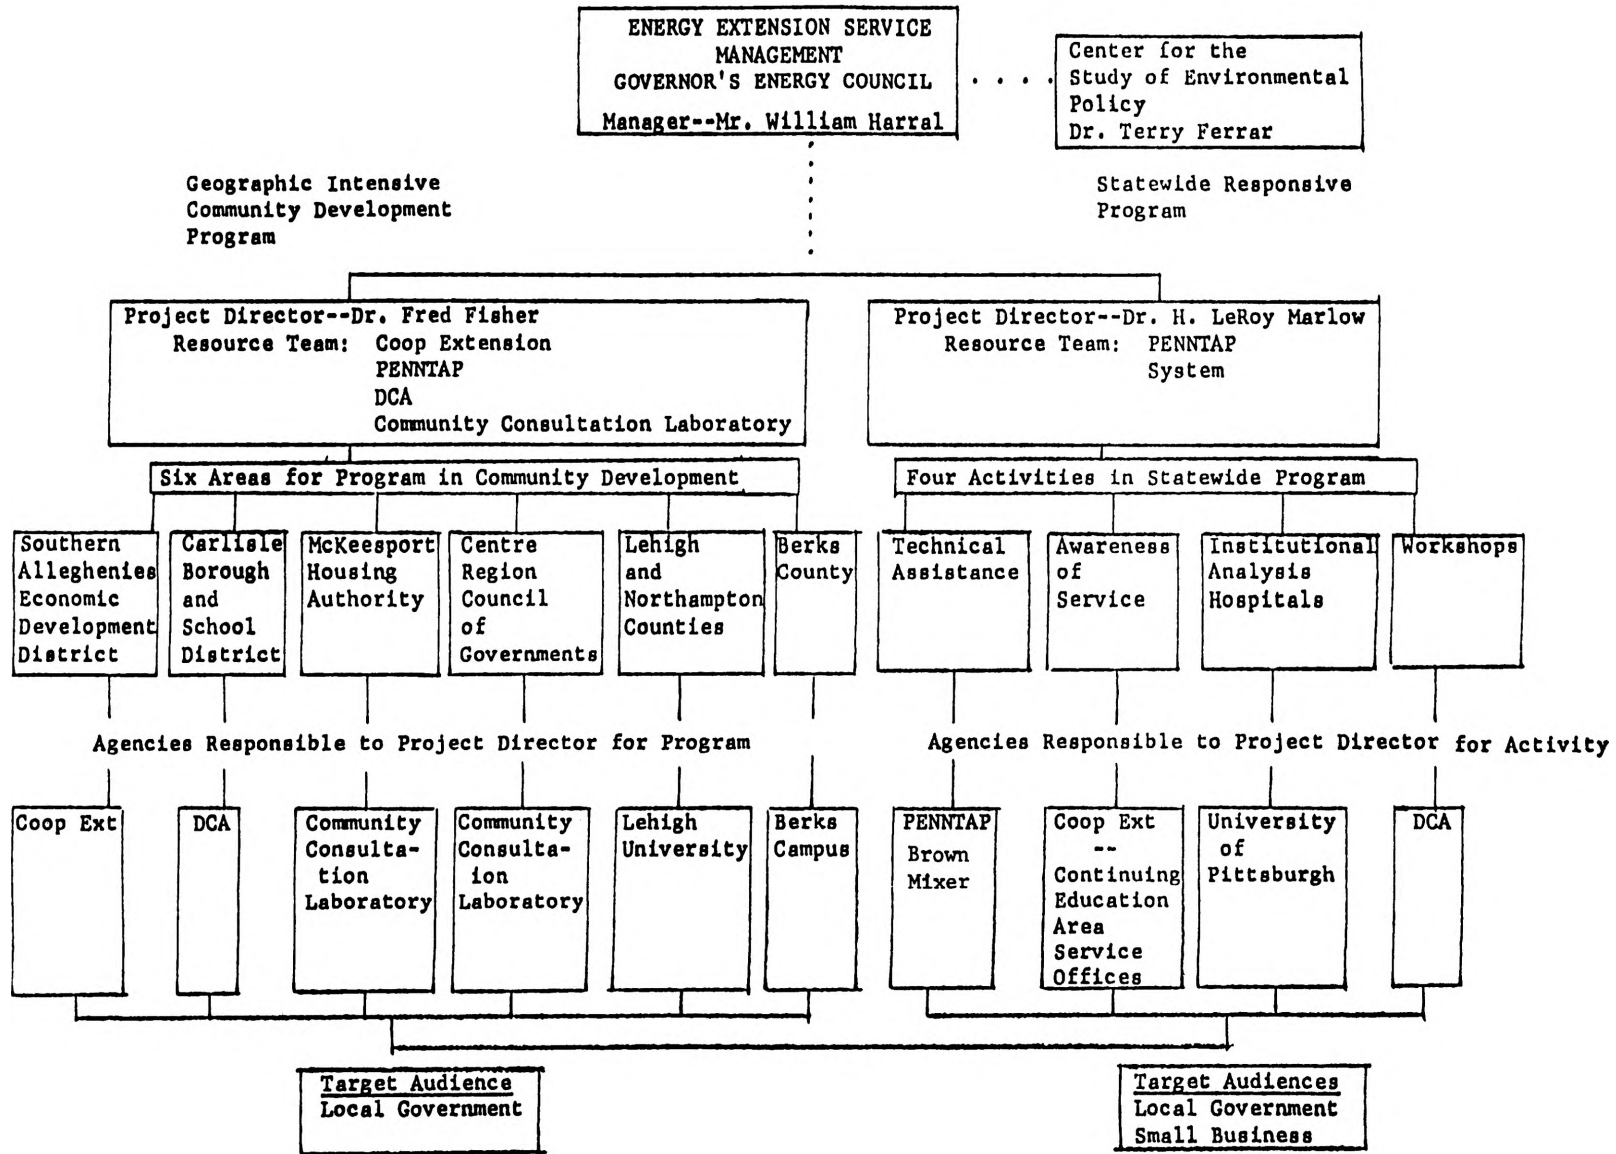 ENERGY EXTENSION SERVICE
MANAGEMENT
GOVERNOR'S ENERGY COUNCIL
Manager--Mr. William Harral
Center for the
Study of Environmental
Policy
Dr. Terry Ferrar
Geographic Intensive
Community Development
Program
Statewide Responsive
Program
Project Director--Dr. Fred Fisher
Resource Team: Coop Extension
PENNTAP
DCA
Community Consultation Laboratory
Project Director--Dr. H. LeRoy Marlow
Resource Team: PENNTAP
System
Six Areas for Program in Community Development
Four Activities in Statewide Program
Southern
Alleghenies
Economic
Development
District
Carlisle
Borough
and
School
District
McKeesport
Housing
Authority
Centre
Region
Council
of
Governments
Lehigh
and
Northampton
Counties
Berks
County
Technical
Assistance
Awareness
of
Service
Institutional
Analysis
Hospitals
Workshops
Agencies Responsible to Project Director for Program
Agencies Responsible to Project Director for Activity
Coop Ext
DCA
Community
Consulta-
tion
Laboratory
Community
Consulta-
ion
Laboratory
Lehigh
University
Berks
Campus
PENNTAP
Brown
Mixer
Coop Ext
--
Continuing
Education
Area
Service
Offices
University
of
Pittsburgh
DCA
Target Audience
Local Government
Target Audiences
Local Government
Small Business